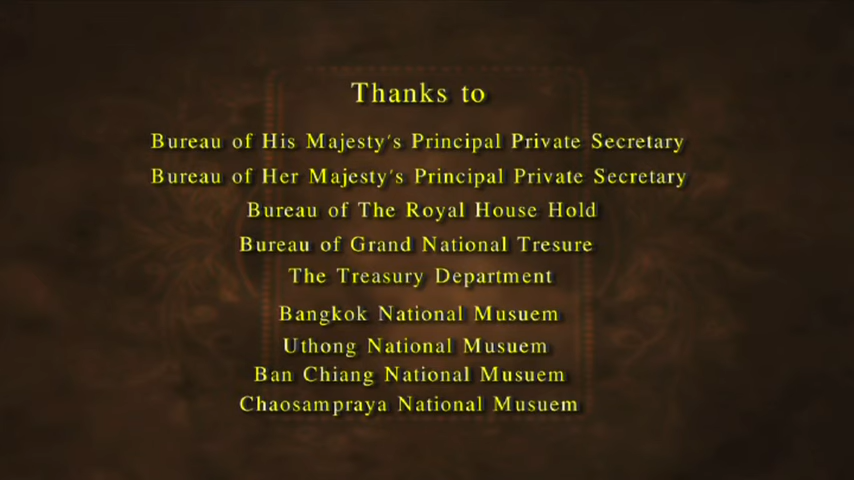 Thanks to
Bureau of His Majesty's Principal Private Secretary
Bureau of Her Majesty's Principal Private Secretary
Bureau of The Royal House Hold
Bureau of Grand National Tresure
The Treasury Department
Bangkok National Musuem
Uthong National Musuem
Ban Chiang National Musuem
Chaosampraya National Musuem